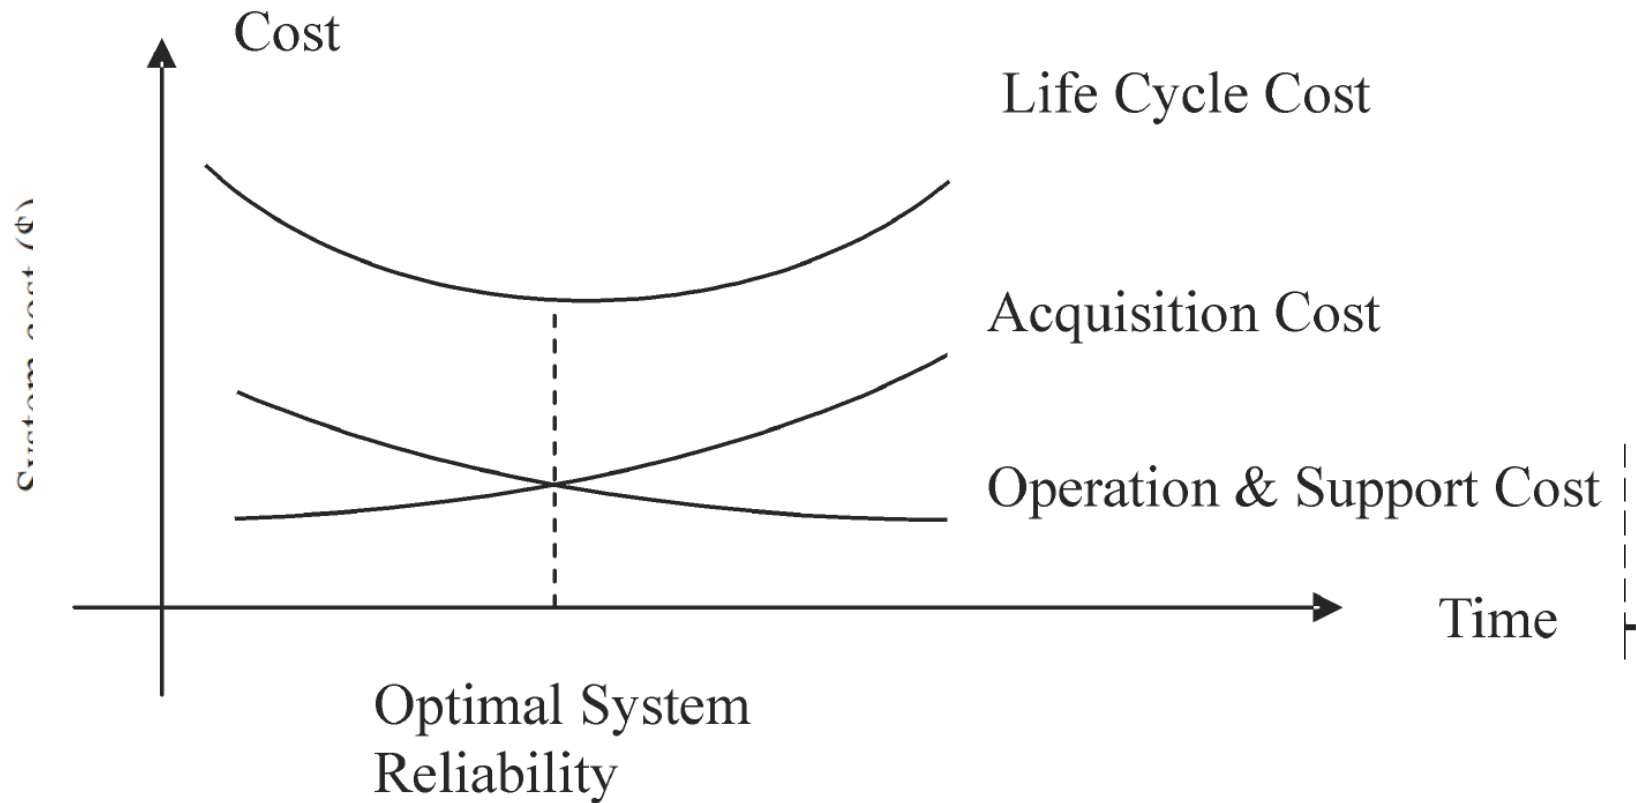 Cost
Life Cycle Cost
Acquisition Cost
Operation & Support Cost
Time
Optimal System
Reliability